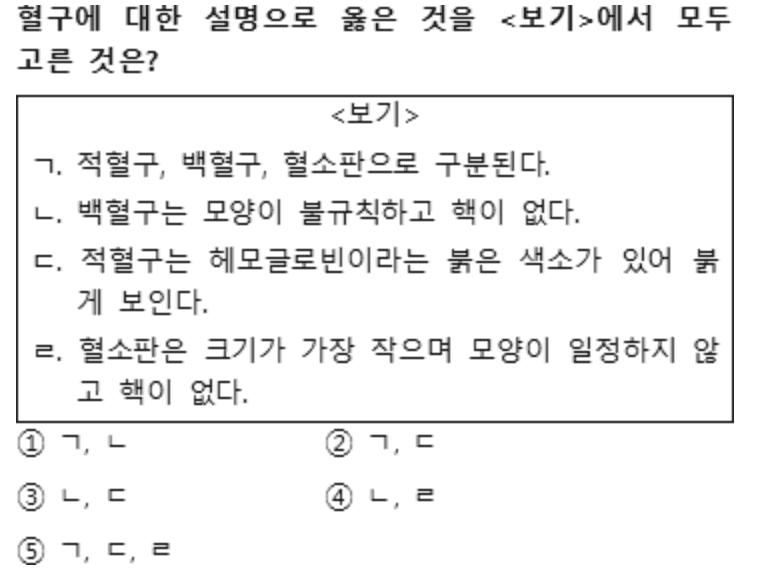 혈구에 대한 설명으로 옳은 것을 <보기>에서 모두
고른 것은?
<보기>
ㄱ. 적혈구, 백혈구, 혈소판으로 구분된다.
ㄴ. 백혈구는 모양이 불규칙하고 핵이 없다.
ㄷ. 적혈구는 헤모글로빈이라는 붉은 색소가 있어 붉
게 보인다.
ㄹ. 혈소판은 크기가 가장 작으며 모양이 일정하지 않
고 핵이 없다.
① ㄱ, ㄴ ② ㄱ, ㄷ
③ ㄴ, ㄷ ④ ㄴ, ㄹ
⑤ ㄱ, ㄷ, ㄹ